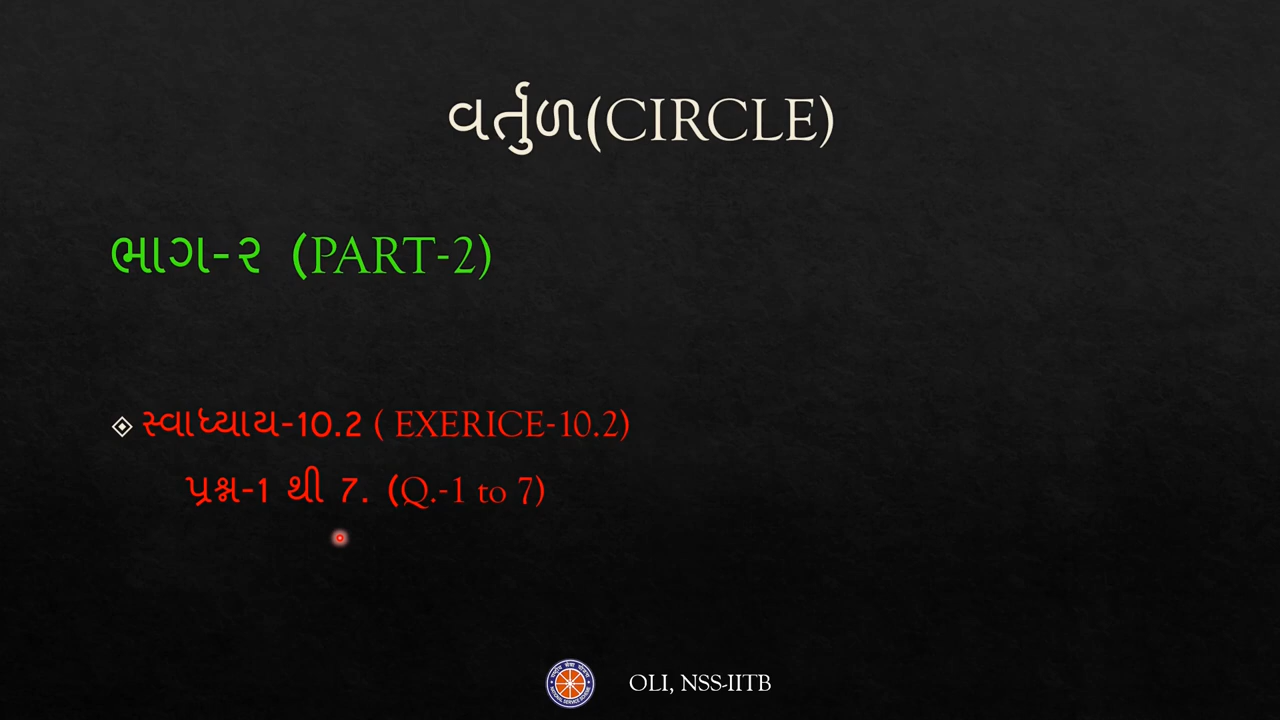 વર્તુળ(CIRCLE)
ભાગ-૨ (PART-2)
સ્વાધ્યાય-10.2 ( EXERICE-10.2)
પ્રશ્ન-1 થી 7. (Q.-1 to 7)
OLI, NSS-IITB